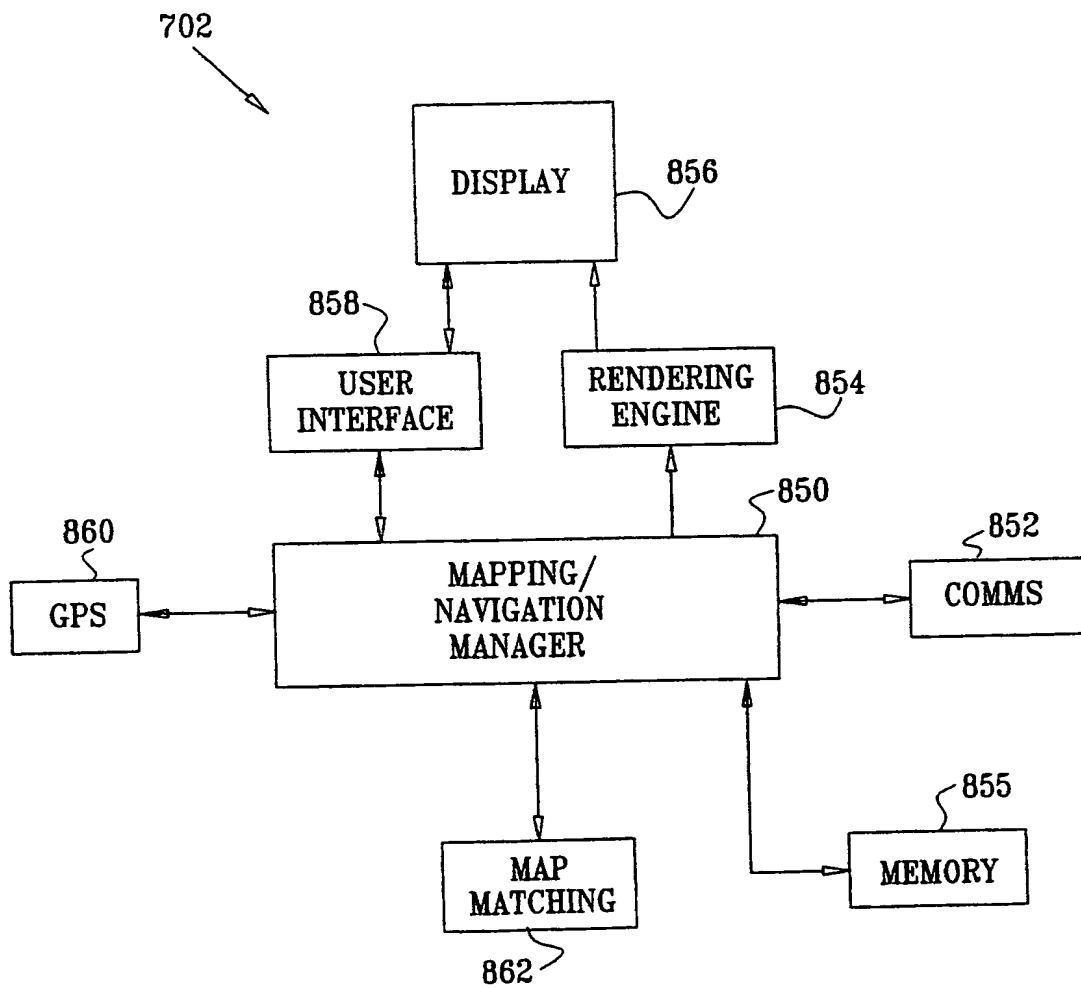 702
DISPLAY
856
858
USER
INTERFACE
RENDERING
ENGINE
854
850
860
852
GPS
MAPPING/
NAVIGATION
MANAGER
COMMS
855
MAP
MATCHING
MEMORY
862